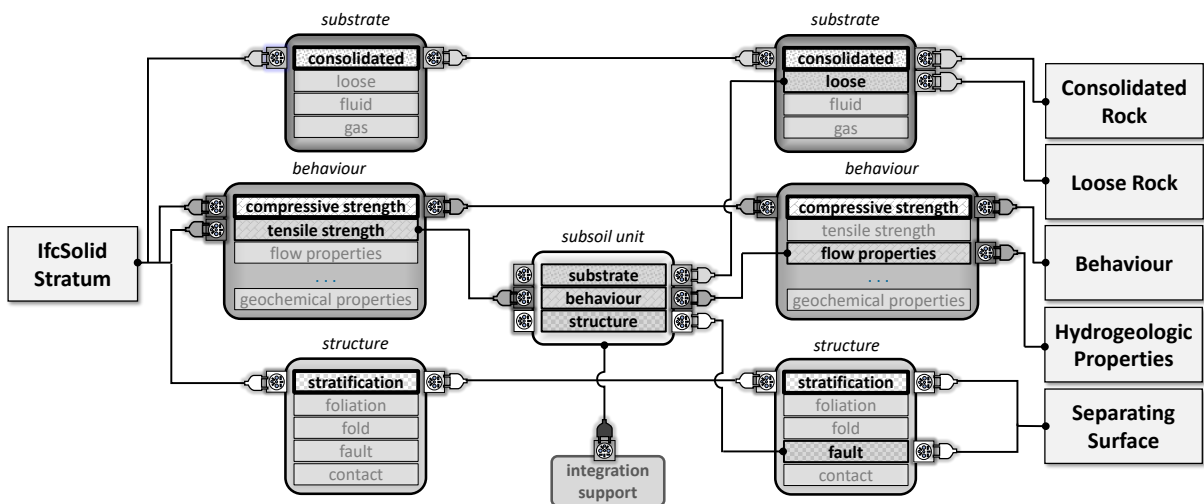 substrate
consolidated
loose
fluid
gas
behaviour
compressive strength
tensile strength
flow properties
...
geochemical properties
structure
stratification
foliation
fold
fault
contact
IfcSolid
Stratum
subsoil unit
substrate
behaviour
structure
integration
support
substrate
consolidated
loose
fluid
gas
behaviour
compressive strength
tensile strength
flow properties
...
geochemical properties
structure
stratification
foliation
fold
fault
contact
Consolidated
Rock
Loose Rock
Behaviour
Hydrogeologic
Properties
Separating
Surface